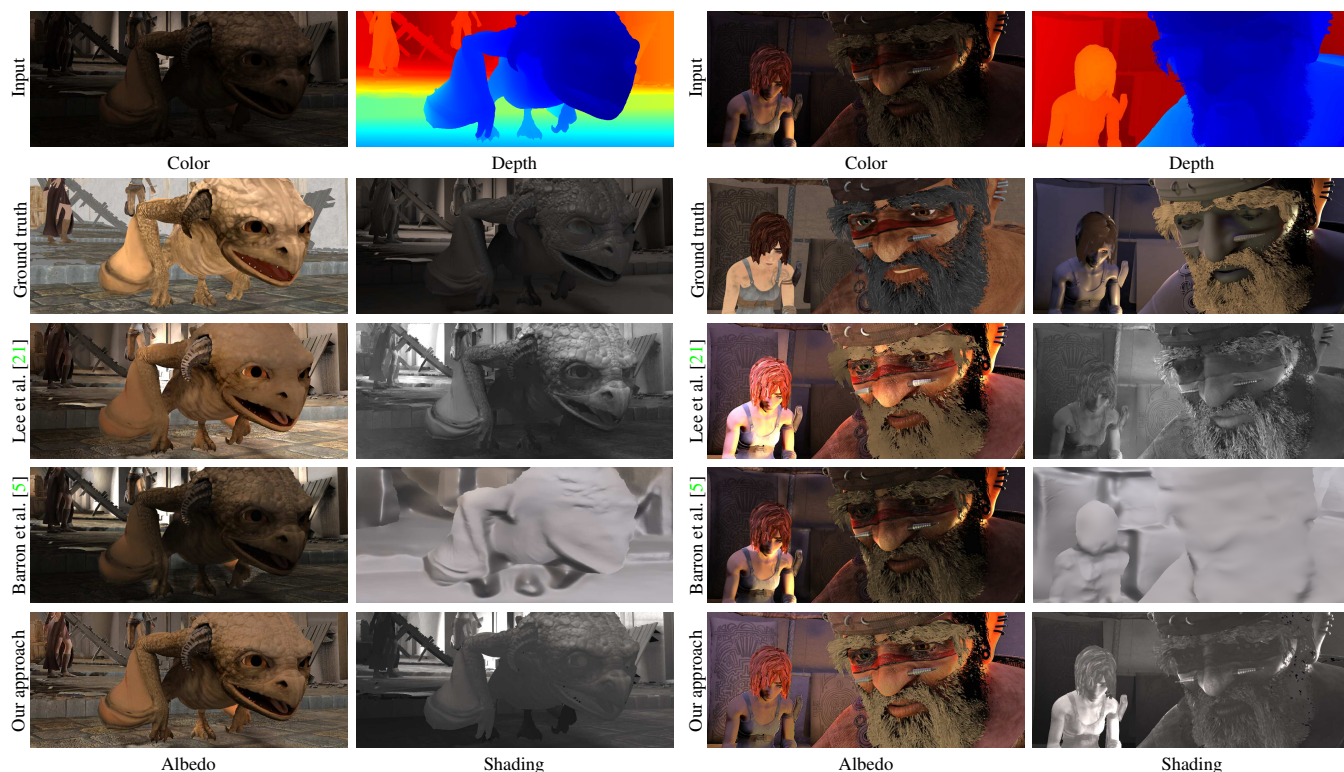 Input
Input
Color
Depth
Color
Depth
Ground truth
Ground truth
Lee et al. [21]
Lee et al. [21]
Barron et al. [5]
Barron et al. [5]
Our approach
Our approach
Albedo
Shading
Albedo
Shading